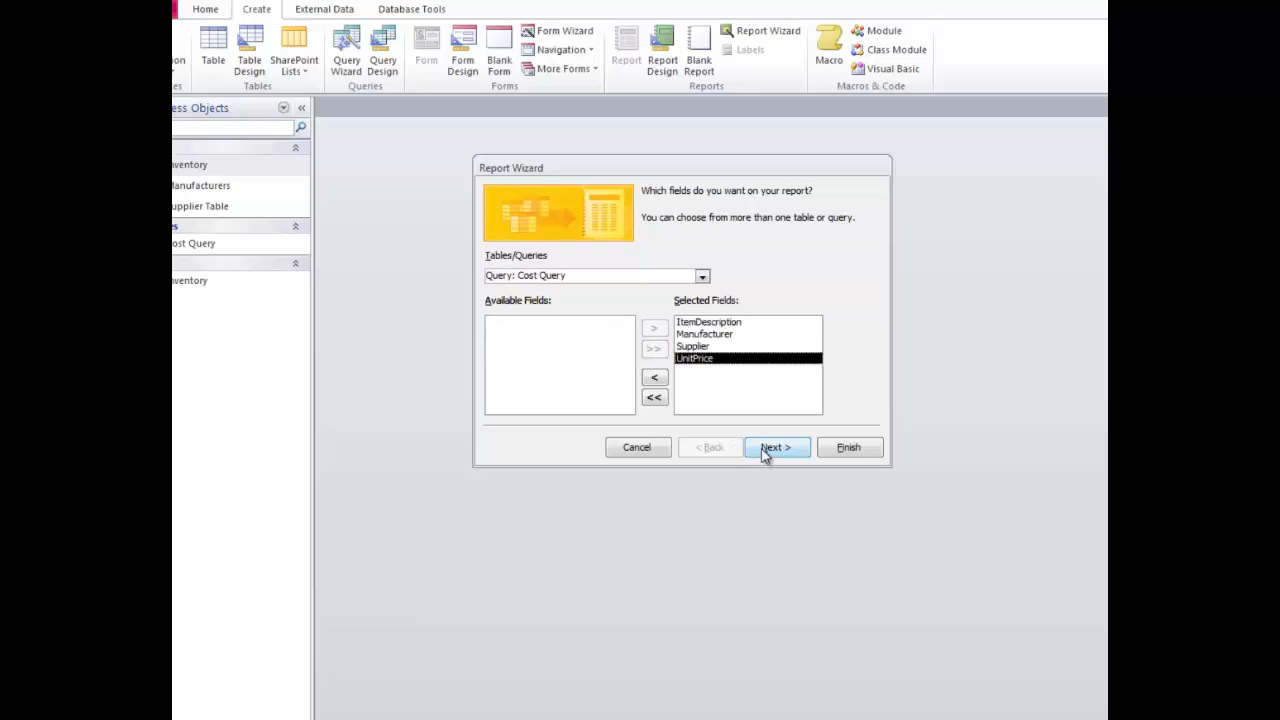 Home Create External Data Database Tools
Table Table Design SharePoint Lists Query Wizard Query Design Form Form Design Blank Form Form Wizard Navigation More Forms Report Report Design Blank Report Report Wizard Labels Macro Module Class Module Visual Basic
Tables Queries Forms Reports Macros & Code
ess Objects
nventory
anufacturers
upplier Table
es
ost Query
nventory
Report Wizard
Which fields do you want on your report?
You can choose from more than one table or query.
Tables/Queries
Query: Cost Query
Available Fields:
Selected Fields:
ItemDescription
Manufacturer
Supplier
UnitPrice
>
>>
<
<<
Cancel < Back Next > Finish